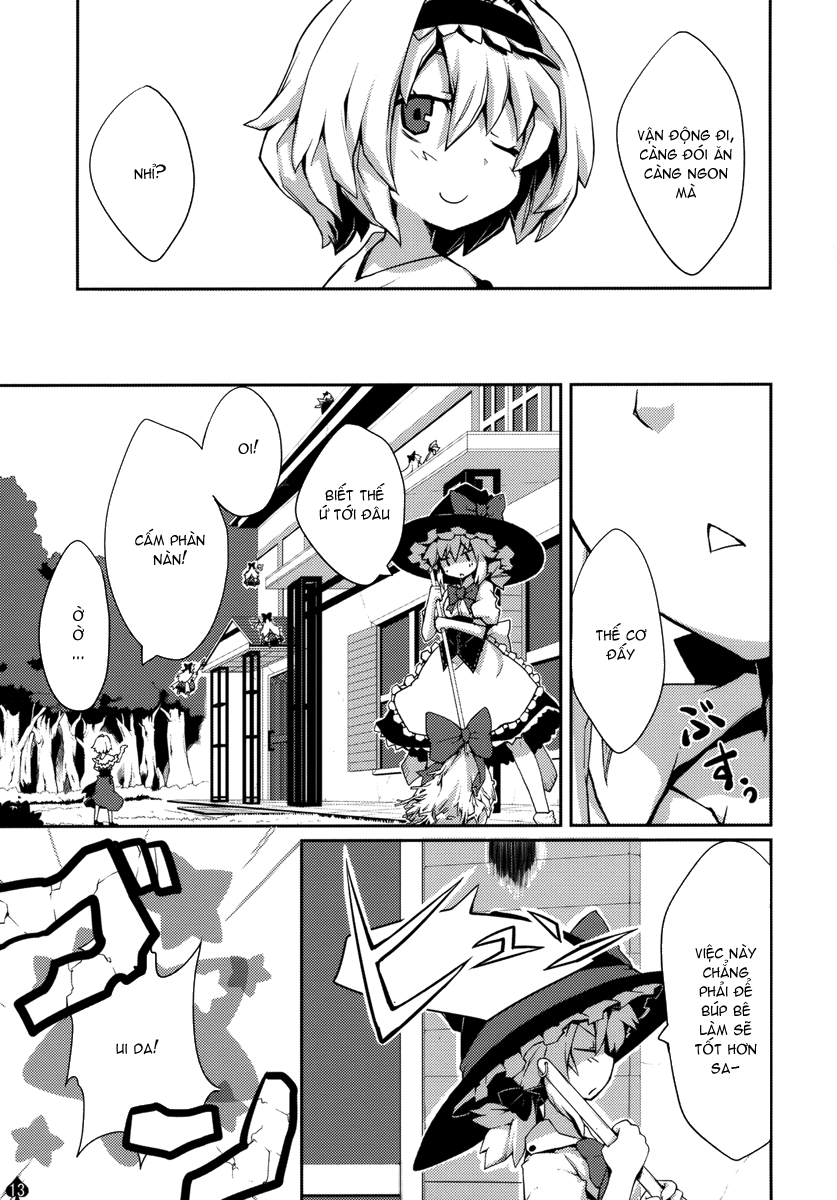 VẬN ĐỘNG ĐI,
CÀNG ĐÓI ĂN
CÀNG NGON
MÀ
NHỈ?
THẾ CƠ
ĐẤY
ぶすっ
BIẾT THẾ
Ứ TỚI ĐÂU
OI!
CẤM PHÀN
NÀN!
Ờ
Ờ
...
VIỆC NÀY
CHẲNG
PHẢI ĐỂ
BÚP BÊ
LÀM SẼ
TỐT HƠN
SA-
UI DA!
13